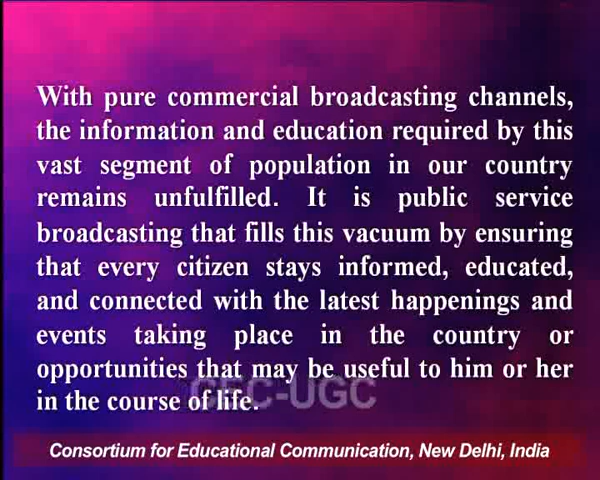 With pure commercial broadcasting channels,
the information and education required by this
vast segment of population in our country
remains unfulfilled. It is public service
broadcasting that fills this vacuum by ensuring
that every citizen stays informed, educated,
and connected with the latest happenings and
events taking place in the country or
opportunities that may be useful to him or her
in the course of life.
CEC-UGC
Consortium for Educational Communication, New Delhi, India